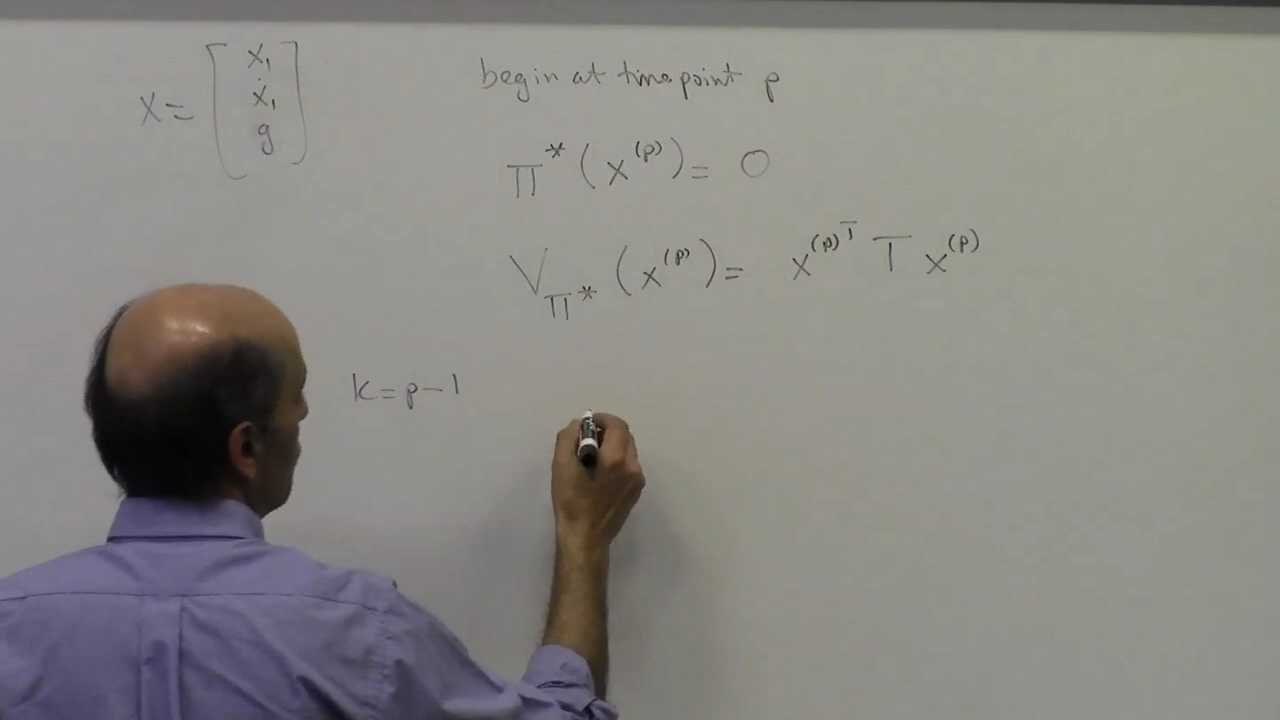 x = [x₁ ẋ₁ g]
begin at time point p
π*(x⁽ᵖ⁾) = 0
V_π*(x⁽ᵖ⁾) = x⁽ᵖ⁾ᵀ T x⁽ᵖ⁾
k = p - 1